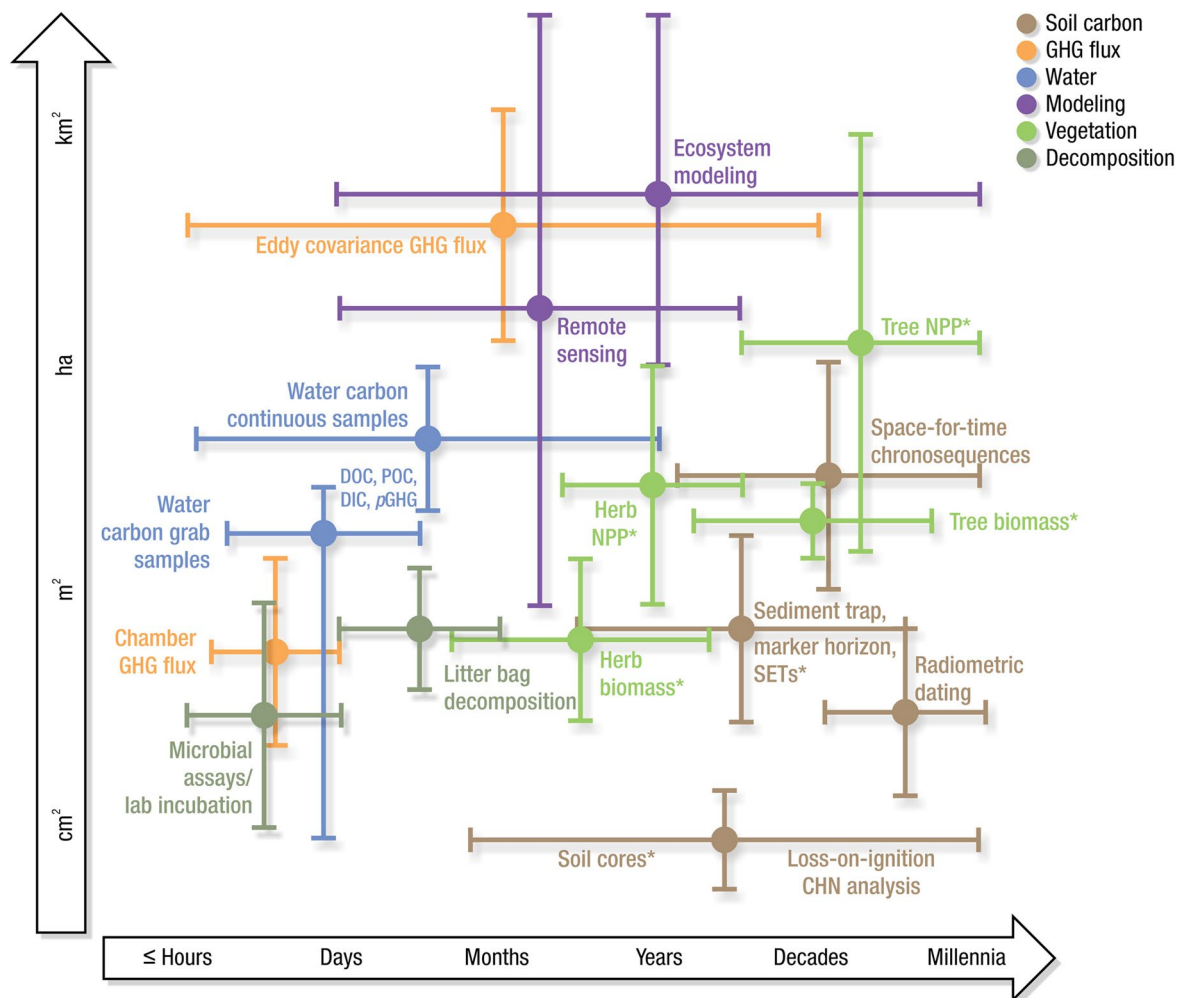 Soil carbon
GHG flux
Water
Modeling
Vegetation
Decomposition
km²
ha
m²
cm²
Ecosystem
modeling
Eddy covariance GHG flux
Remote
sensing
Tree NPP*
Water carbon
continuous samples
Space-for-time
chronosequences
DOC, POC,
DIC, pGHG
Water
carbon grab
samples
Herb
NPP*
Tree biomass*
Sediment trap,
marker horizon,
SETs*
Chamber
GHG flux
Litter bag
decomposition
Herb
biomass*
Radiometric
dating
Microbial
assays/
lab incubation
Soil cores*
Loss-on-ignition
CHN analysis
≤ Hours
Days
Months
Years
Decades
Millennia